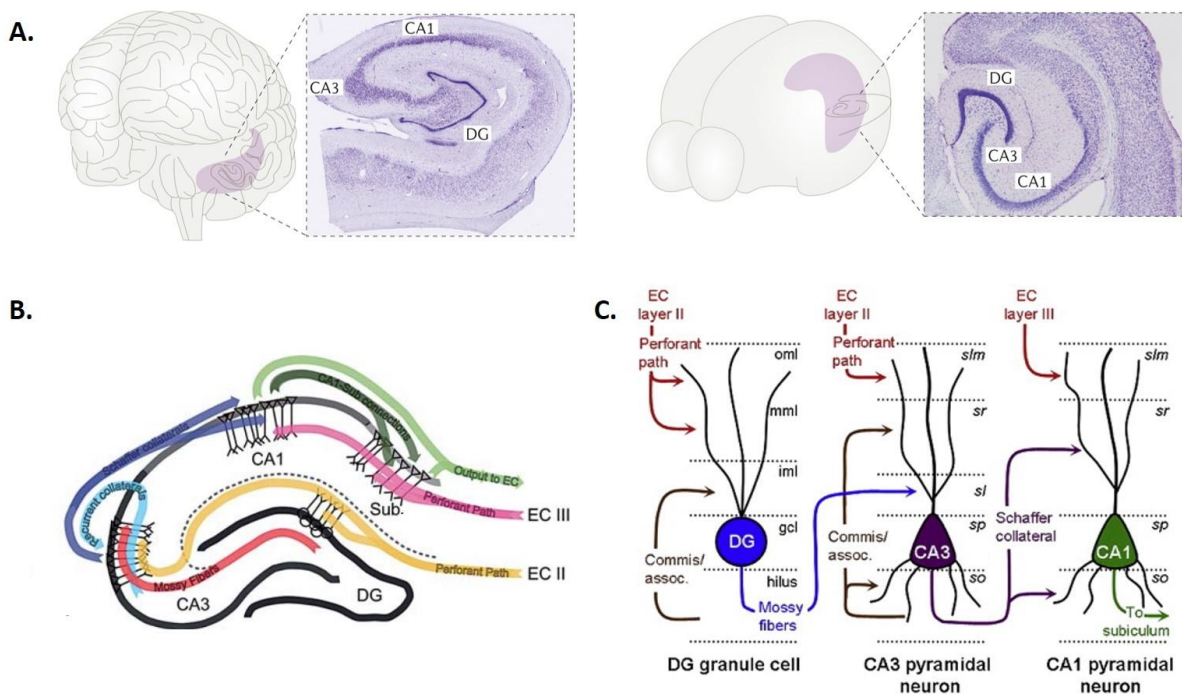 A.
CA1
CA3
DG
DG
CA3
CA1
B.
Schaffer collaterals
Recurrent collaterals
CA1-Sub connections
Output to EC
CA1
Sub.
Perforant Path
EC III
Mossy Fibers
CA3
DG
Perforant Path
EC II
C.
EC
layer II
Perforant
path
oml
mml
iml
gcl
DG
Commis/
assoc.
hilus
Mossy
fibers
DG granule cell
EC
layer II
Perforant
path
slm
sr
sl
sp
CA3
Commis/
assoc.
so
CA3 pyramidal
neuron
EC
layer III
slm
sr
Schaffer
collateral
sp
CA1
so
To
subiculum
CA1 pyramidal
neuron